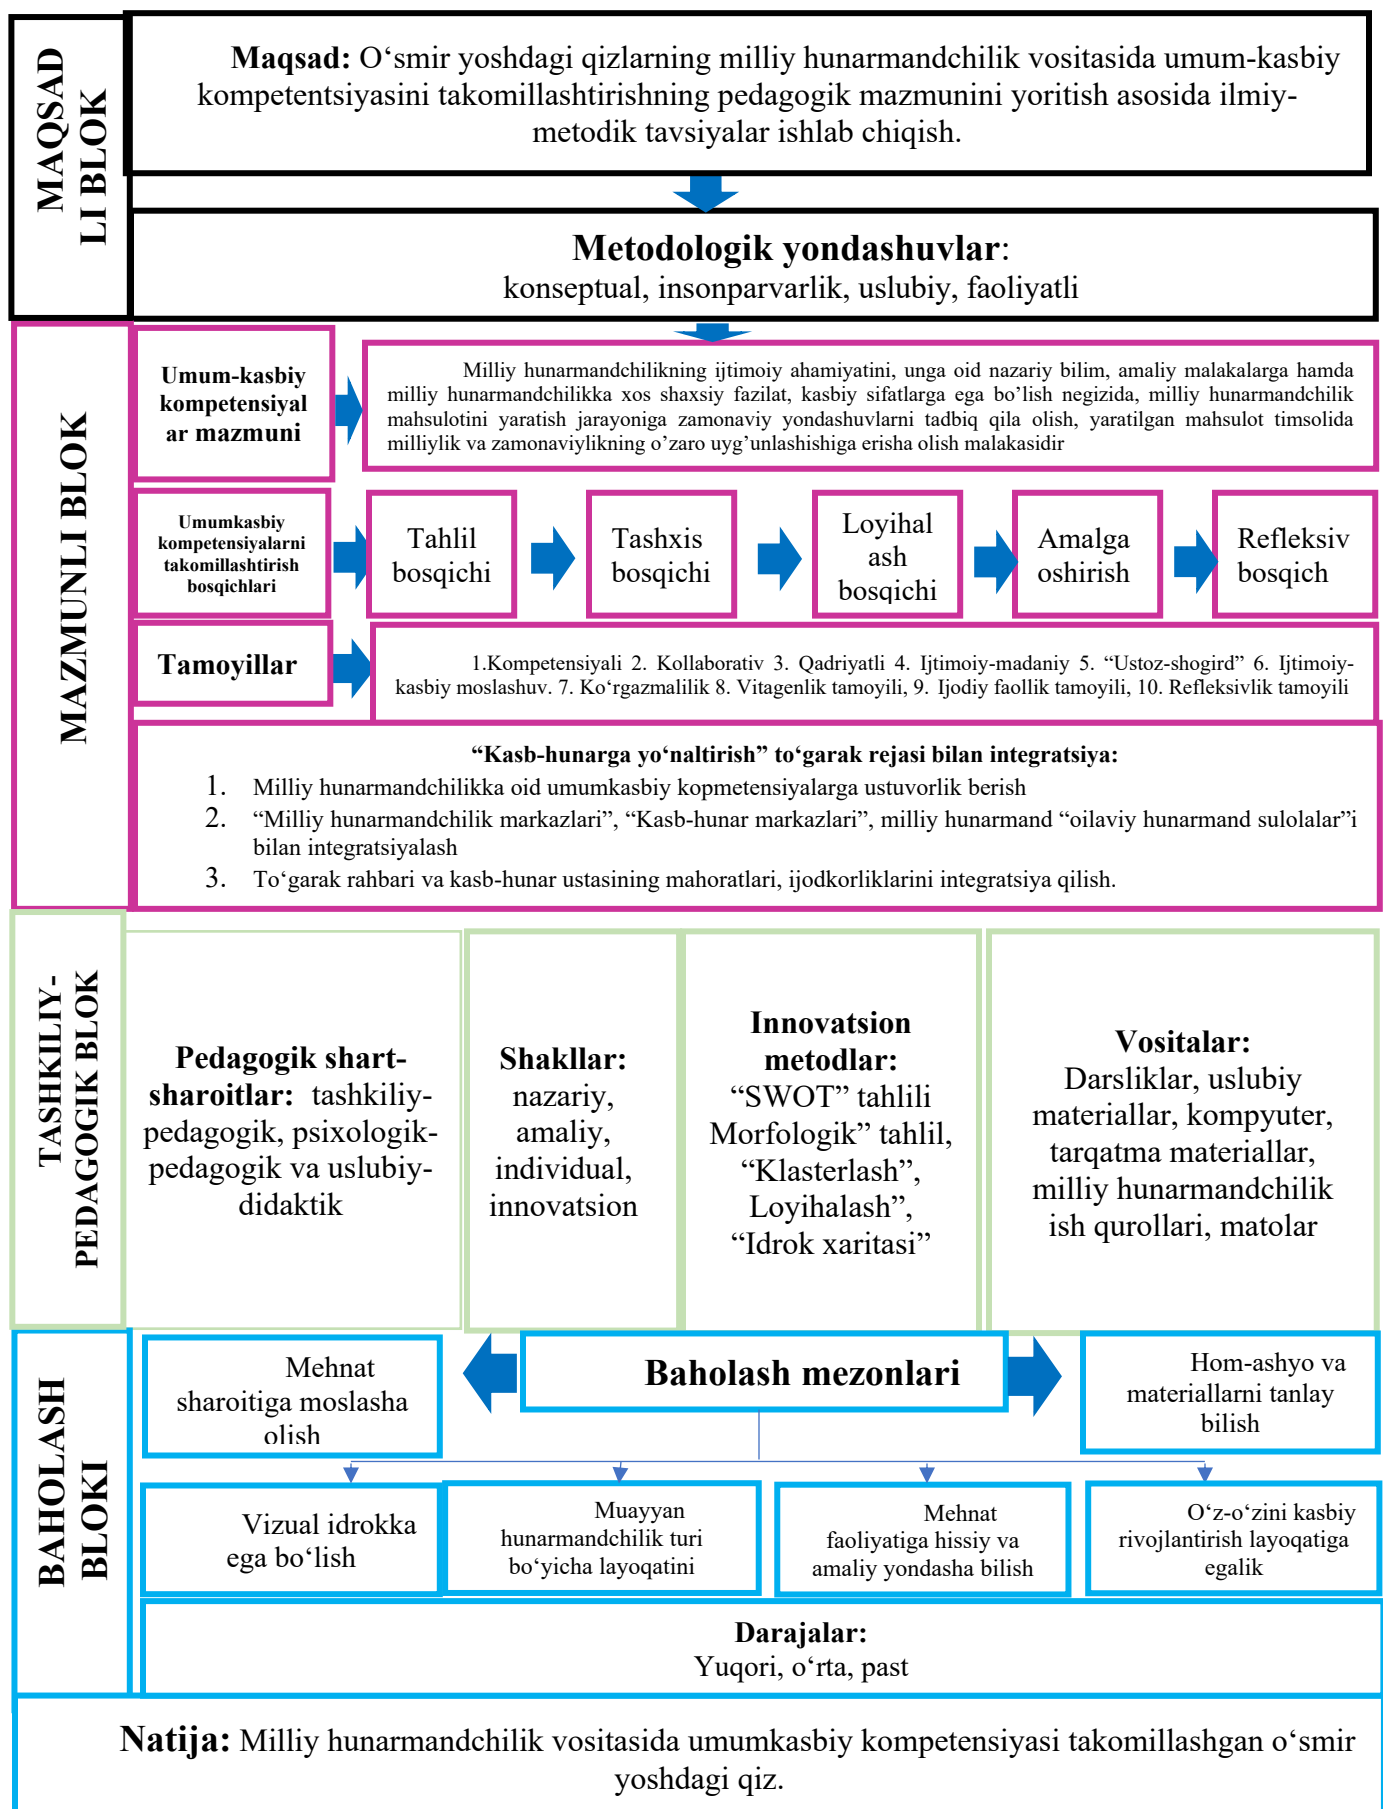 MAQSAD
LI BLOK
Maqsad: O‘smir yoshdagi qizlarning milliy hunarmandchilik vositasida umum-kasbiy
kompetentsiyasini takomillashtirishning pedagogik mazmunini yoritish asosida ilmiy-
metodik tavsiyalar ishlab chiqish.
Metodologik yondashuvlar:
konseptual, insonparvarlik, uslubiy, faoliyatli
MAZMUNLI BLOK
Umum-kasbiy
kompetensiyal
ar mazmuni
Milliy hunarmandchilikning ijtimoiy ahamiyatini, unga oid nazariy bilim, amaliy malakalarga hamda
milliy hunarmandchilikka xos shaxsiy fazilat, kasbiy sifatlarga ega bo’lish negizida, milliy hunarmandchilik
mahsulotini yaratish jarayoniga zamonaviy yondashuvlarni tadbiq qila olish, yaratilgan mahsulot timsolida
milliylik va zamonaviylikning o’zaro uyg’unlashishiga erisha olish malakasidir
Umumkasbiy
kompetensiyalarni
takomillashtirish
bosqichlari
Tahlil
bosqichi
Tashxis
bosqichi
Loyihal
ash
bosqichi
Amalga
oshirish
Refleksiv
bosqich
Tamoyillar
1.Kompetensiyali 2. Kollaborativ 3. Qadriyatli 4. Ijtimoiy-madaniy 5. “Ustoz-shogird” 6. Ijtimoiy-
kasbiy moslashuv. 7. Ko‘rgazmalilik 8. Vitagenlik tamoyili, 9. Ijodiy faollik tamoyili, 10. Refleksivlik tamoyili
“Kasb-hunarga yo‘naltirish” to‘garak rejasi bilan integratsiya:
1. Milliy hunarmandchilikka oid umumkasbiy kopmetensiyalarga ustuvorlik berish
2. “Milliy hunarmandchilik markazlari”, “Kasb-hunar markazlari”, milliy hunarmand “oilaviy hunarmand sulolalar”i
bilan integratsiyalash
3. To‘garak rahbari va kasb-hunar ustasining mahoratlari, ijodkorliklarini integratsiya qilish.
TASHKILIY-
PEDAGOGIK BLOK
Pedagogik shart-
sharoitlar: tashkiliy-
pedagogik, psixologik-
pedagogik va uslubiy-
didaktik
Shakllar:
nazariy,
amaliy,
individual,
innovatsion
Innovatsion
metodlar:
“SWOT” tahlili
Morfologik” tahlil,
“Klasterlash”,
Loyihalash”,
“Idrok xaritasi”
Vositalar:
Darsliklar, uslubiy
materiallar, kompyuter,
tarqatma materiallar,
milliy hunarmandchilik
ish qurollari, matolar
BAHOLASH
BLOKI
Mehnat
sharoitiga moslasha
olish
Baholash mezonlari
Hom-ashyo va
materiallarni tanlay
bilish
Vizual idrokka
ega bo‘lish
Muayyan
hunarmandchilik turi
bo‘yicha layoqatini
Mehnat
faoliyatiga hissiy va
amaliy yondasha bilish
O‘z-o‘zini kasbiy
rivojlantirish layoqatiga
egalik
Darajalar:
Yuqori, o‘rta, past
Natija: Milliy hunarmandchilik vositasida umumkasbiy kompetensiyasi takomillashgan o‘smir
yoshdagi qiz.